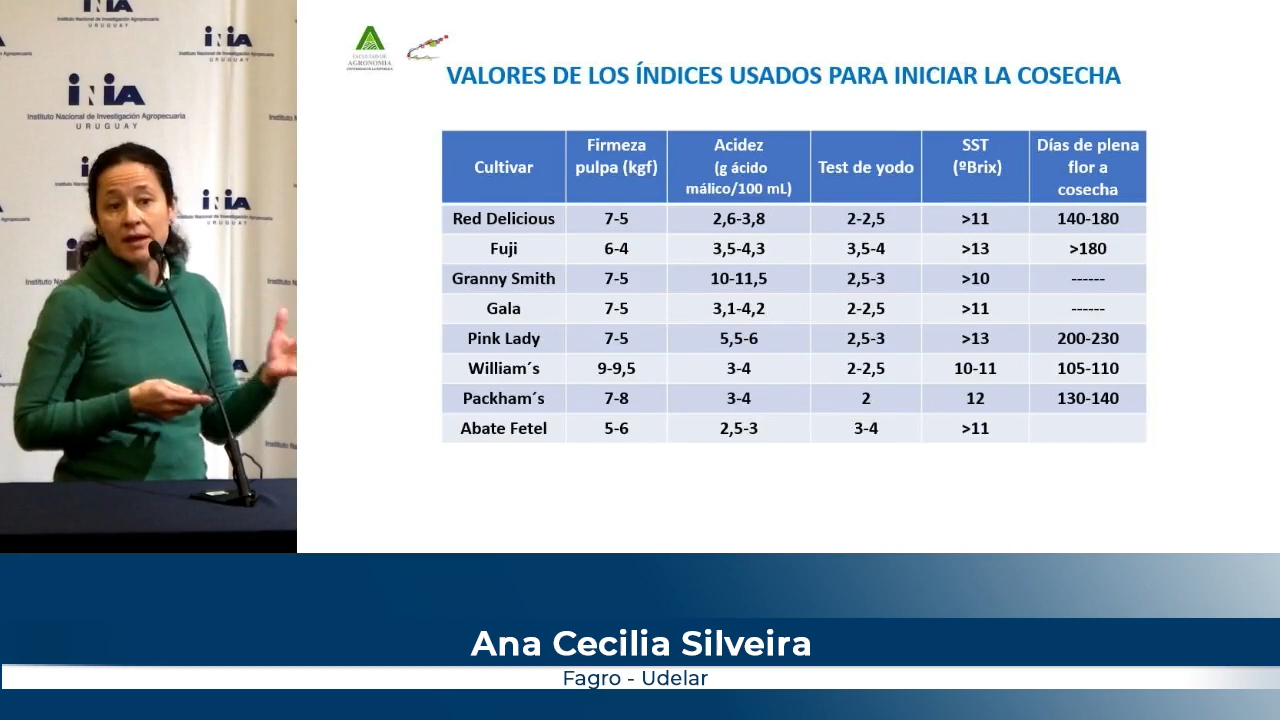 INIA
Instituto Nacional de Investigación Agropecuaria
URUGUAY
FACULTAD DE
AGRONOMIA
UNIVERSIDAD DE LA REPÚBLICA
VALORES DE LOS ÍNDICES USADOS PARA INICIAR LA COSECHA
Cultivar Firmeza pulpa (kgf) Acidez (g ácido málico/100 mL) Test de yodo SST (ºBrix) Días de plena flor a cosecha
Red Delicious 7-5 2,6-3,8 2-2,5 >11 140-180
Fuji 6-4 3,5-4,3 3,5-4 >13 >180
Granny Smith 7-5 10-11,5 2,5-3 >10 ------
Gala 7-5 3,1-4,2 2-2,5 >11 ------
Pink Lady 7-5 5,5-6 2,5-3 >13 200-230
William´s 9-9,5 3-4 2-2,5 10-11 105-110
Packham´s 7-8 3-4 2 12 130-140
Abate Fetel 5-6 2,5-3 3-4 >11
Ana Cecilia Silveira
Fagro - Udelar